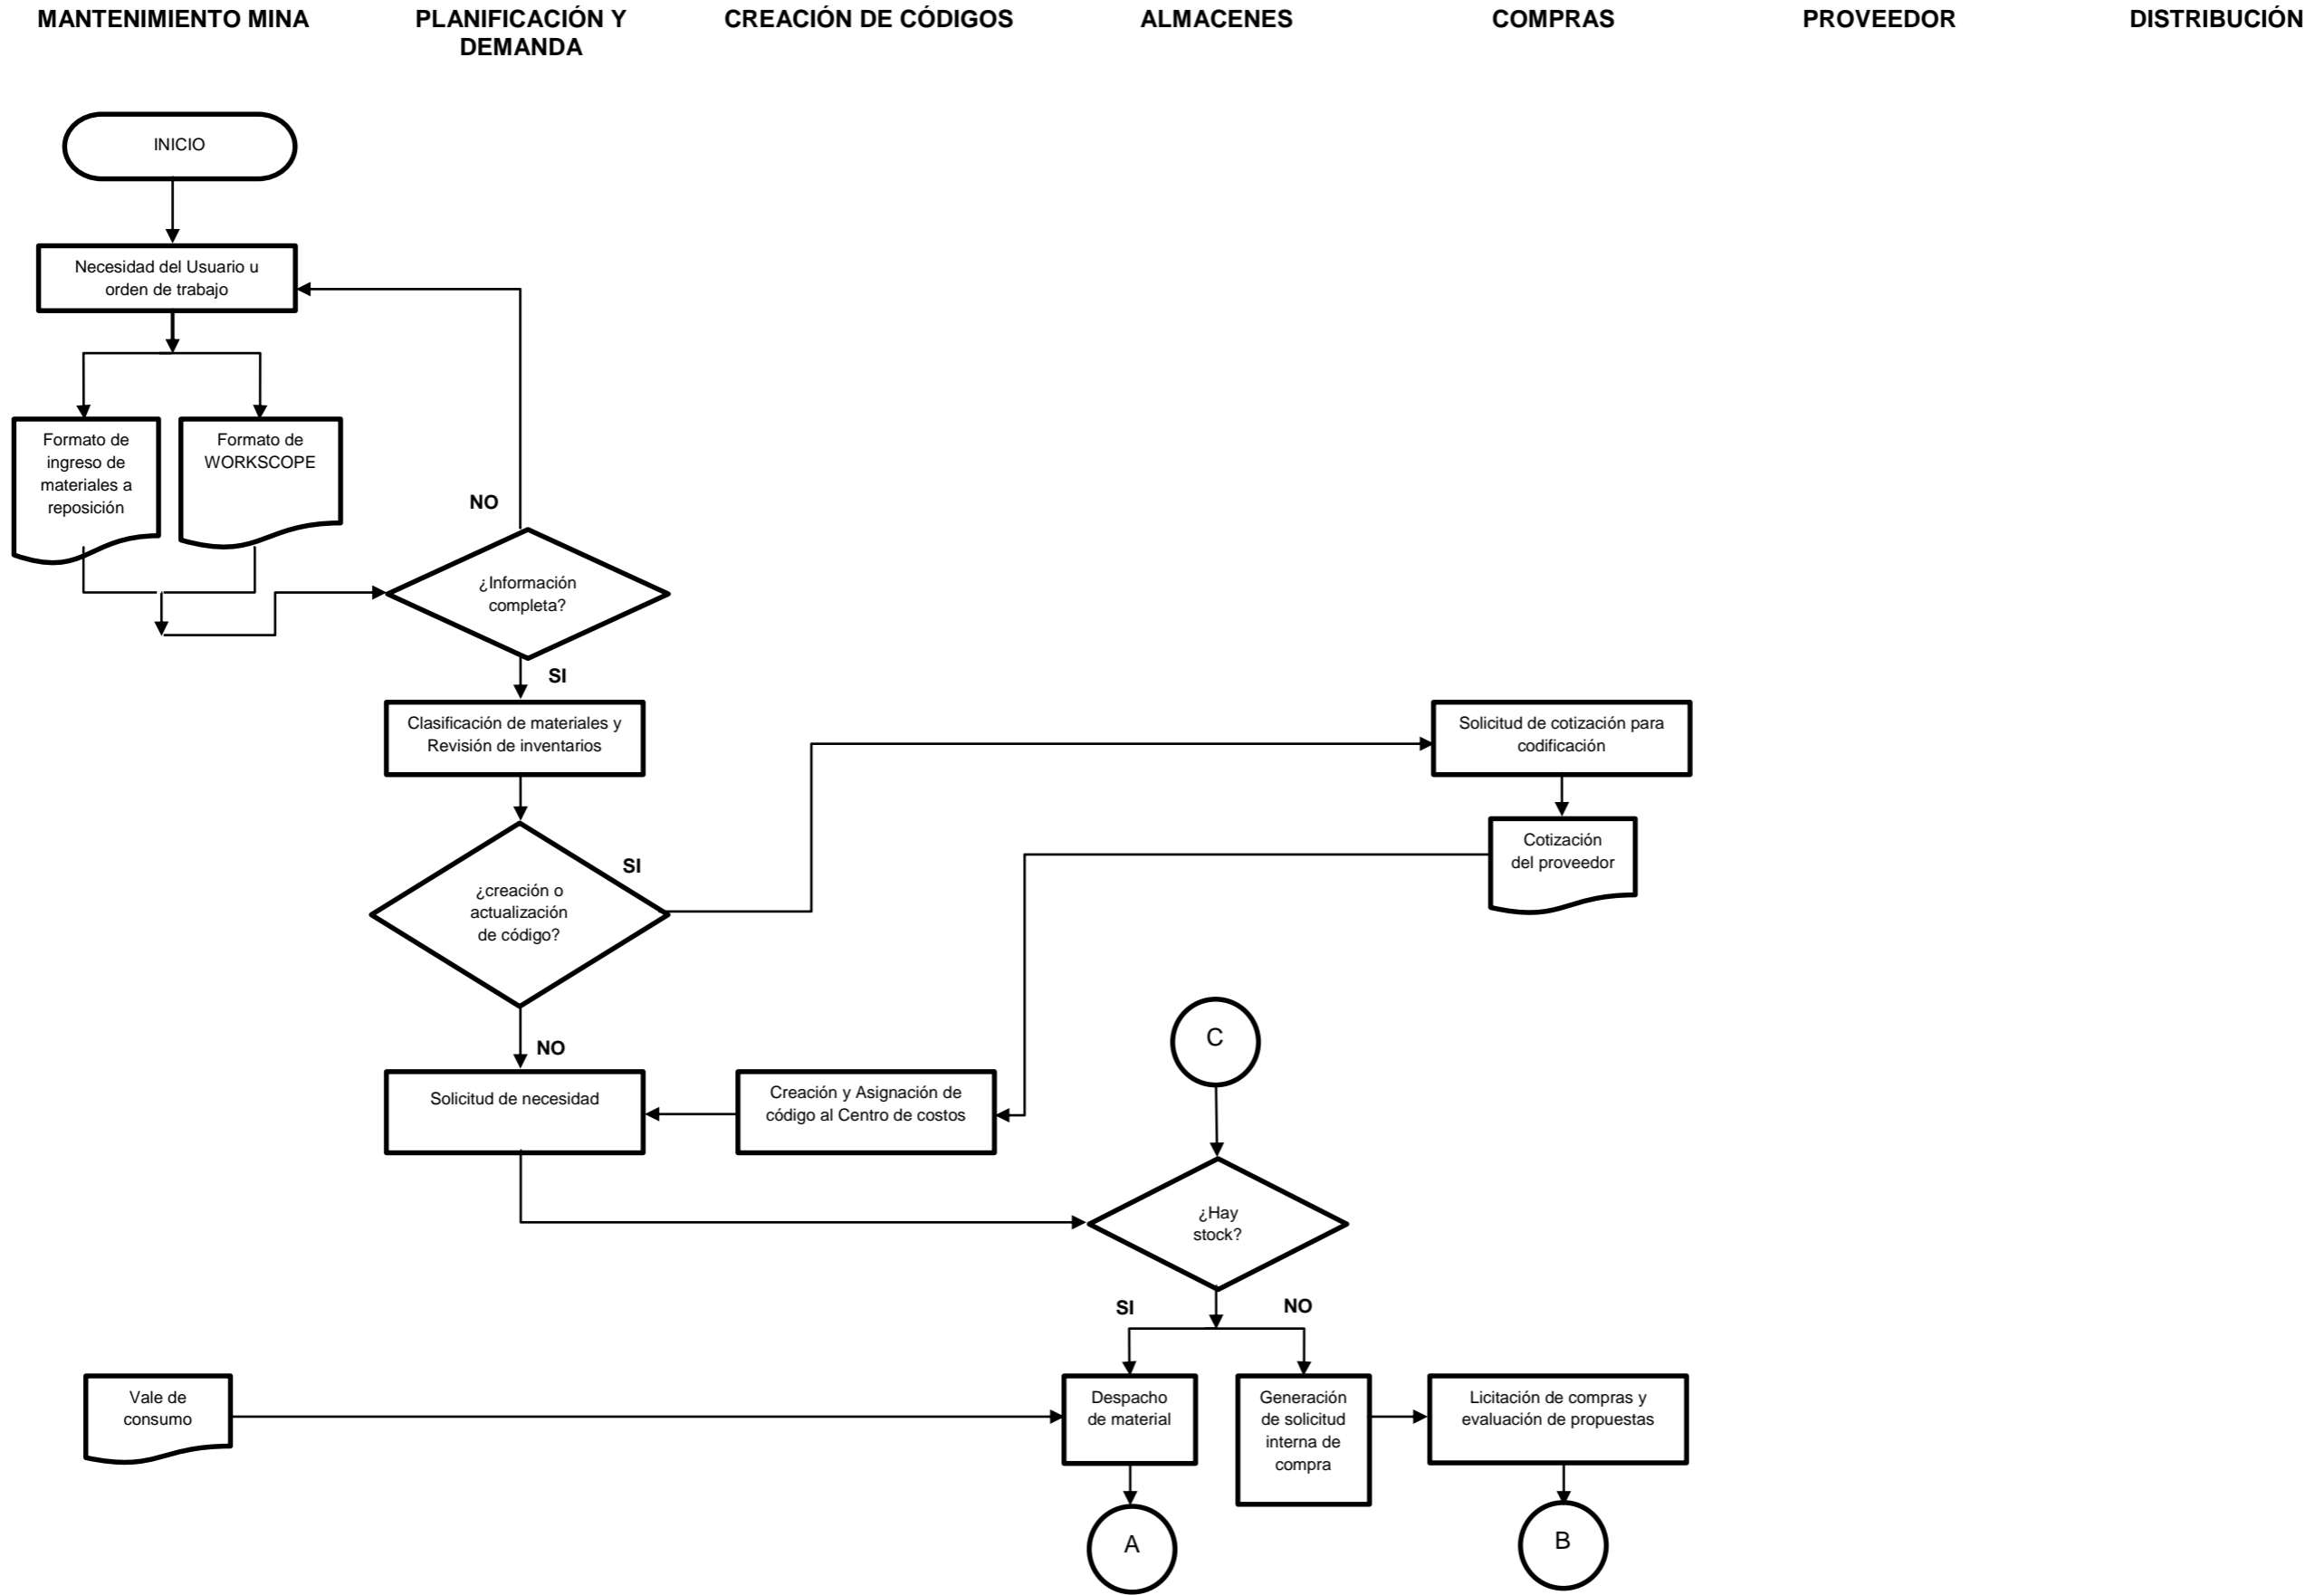 MANTENIMIENTO MINA
PLANIFICACIÓN Y
DEMANDA
CREACIÓN DE CÓDIGOS
ALMACENES
COMPRAS
PROVEEDOR
DISTRIBUCIÓN
INICIO
Necesidad del Usuario u
orden de trabajo
Formato de
ingreso de
materiales a
reposición
Formato de
WORKSCOPE
NO
¿Información
completa?
SI
Clasificación de materiales y
Revisión de inventarios
Solicitud de cotización para
codificación
Cotización
del proveedor
SI
¿creación o
actualización
de código?
NO
C
Solicitud de necesidad
Creación y Asignación de
código al Centro de costos
¿Hay
stock?
SI
NO
Vale de
consumo
Despacho
de material
Generación
de solicitud
interna de
compra
Licitación de compras y
evaluación de propuestas
A
B